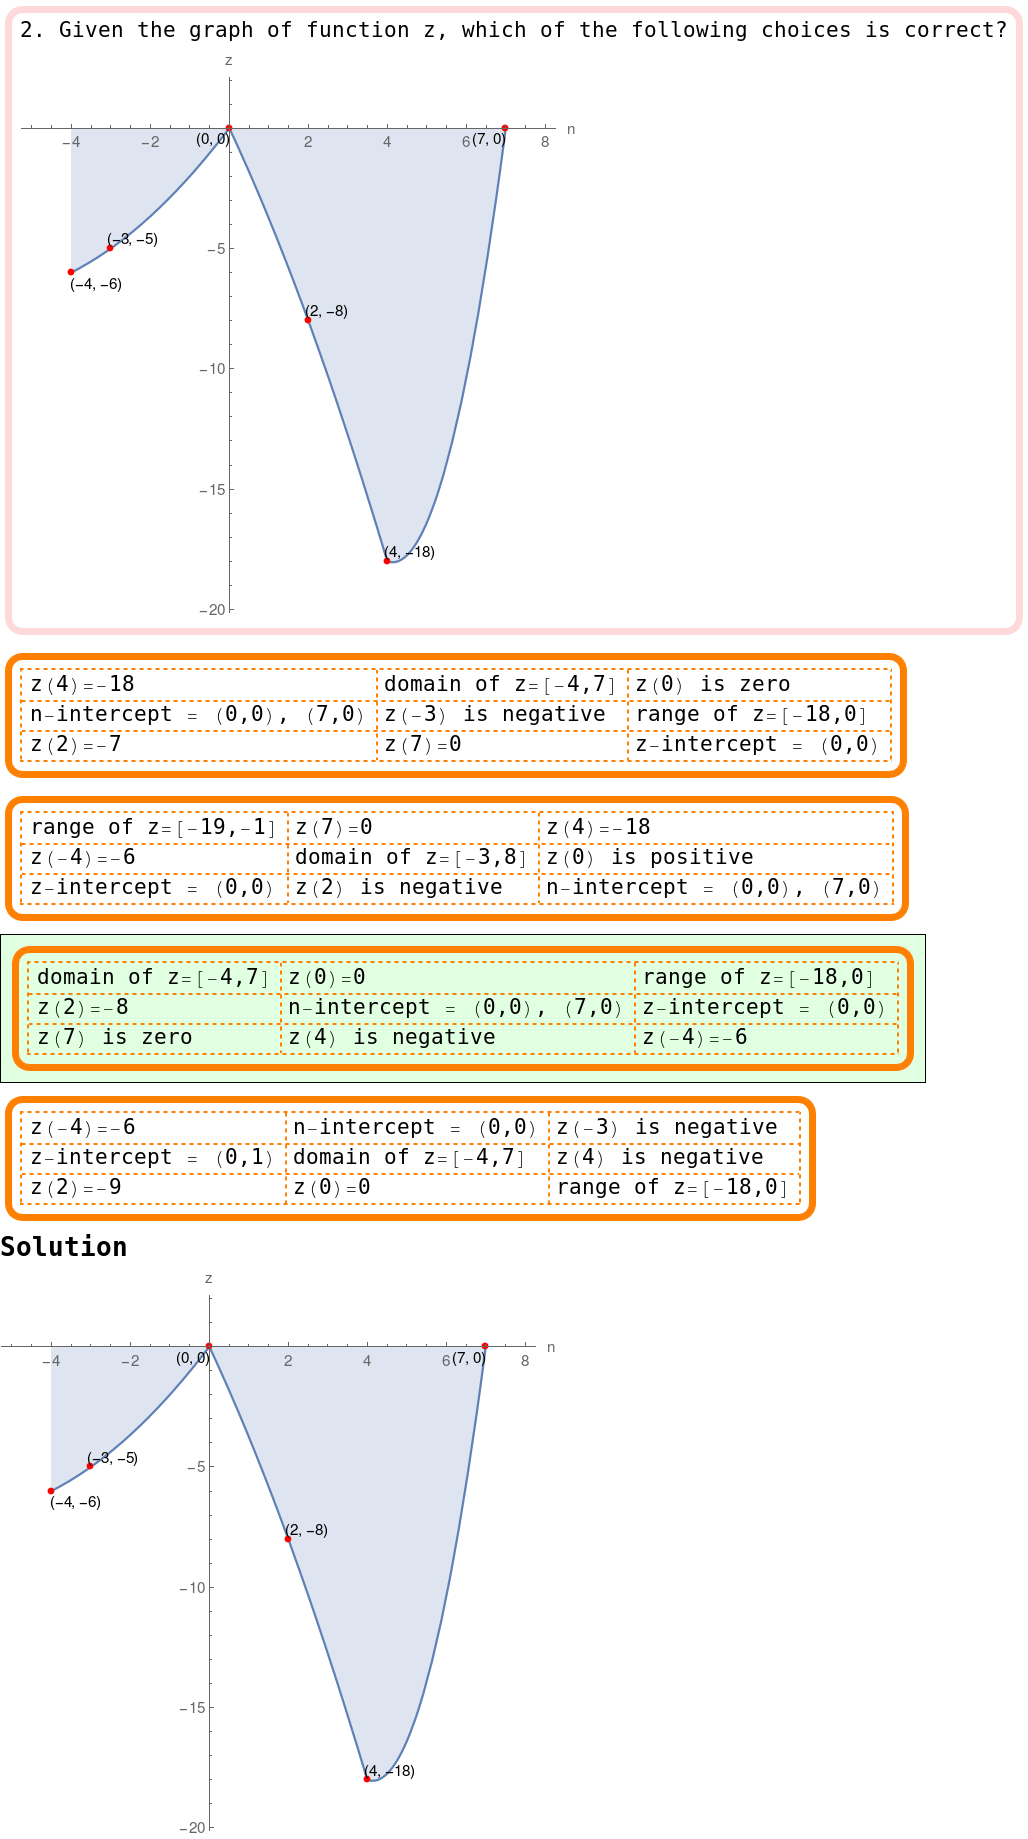 2. Given the graph of function z, which of the following choices is correct?
z
n
−4 −2 2 4 6 8
(0, 0) (7, 0)
(−3, −5)
−5
(−4, −6)
(2, −8)
−10
−15
(4, −18)
−20
z(4)=-18 domain of z=[-4,7] z(0) is zero
n-intercept = (0,0), (7,0) z(-3) is negative range of z=[-18,0]
z(2)=-7 z(7)=0 z-intercept = (0,0)
range of z=[-19,-1] z(7)=0 z(4)=-18
z(-4)=-6 domain of z=[-3,8] z(0) is positive
z-intercept = (0,0) z(2) is negative n-intercept = (0,0), (7,0)
domain of z=[-4,7] z(0)=0 range of z=[-18,0]
z(2)=-8 n-intercept = (0,0), (7,0) z-intercept = (0,0)
z(7) is zero z(4) is negative z(-4)=-6
z(-4)=-6 n-intercept = (0,0) z(-3) is negative
z-intercept = (0,1) domain of z=[-4,7] z(4) is negative
z(2)=-9 z(0)=0 range of z=[-18,0]
Solution
z
n
−4 −2 2 4 6 8
(0, 0) (7, 0)
(−3, −5)
−5
(−4, −6)
(2, −8)
−10
−15
(4, −18)
−20